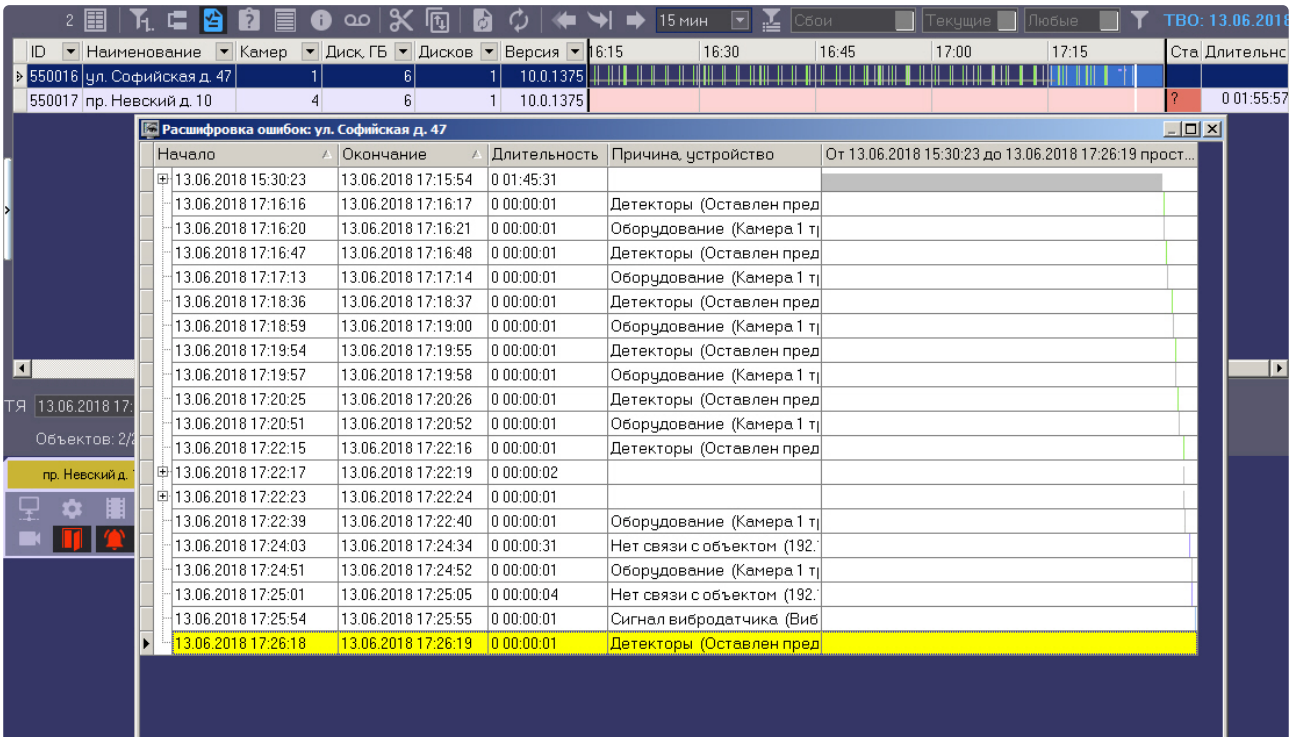 2 15 мин Сбои Текущие Любые ТВО: 13.06.2018
ID Наименование Камер Диск, ГБ Дисков Версия 16:15 16:30 16:45 17:00 17:15 Ста Длительнс
550016 ул. Софийская д. 47 1 6 1 10.0.1375
550017 пр. Невский д. 10 4 6 1 10.0.1375 ? 0 01:55:57
Расшифровка ошибок: ул. Софийская д. 47
Начало Окончание Длительность Причина, устройство От 13.06.2018 15:30:23 до 13.06.2018 17:26:19 прост...
13.06.2018 15:30:23 13.06.2018 17:15:54 0 01:45:31
13.06.2018 17:16:16 13.06.2018 17:16:17 0 00:00:01 Детекторы (Оставлен пред
13.06.2018 17:16:20 13.06.2018 17:16:21 0 00:00:01 Оборудование (Камера.1 т
13.06.2018 17:16:47 13.06.2018 17:16:48 0 00:00:01 Детекторы (Оставлен пред
13.06.2018 17:17:13 13.06.2018 17:17:14 0 00:00:01 Оборудование (Камера.1 т
13.06.2018 17:18:36 13.06.2018 17:18:37 0 00:00:01 Детекторы (Оставлен пред
13.06.2018 17:18:59 13.06.2018 17:19:00 0 00:00:01 Оборудование (Камера.1 т
13.06.2018 17:19:54 13.06.2018 17:19:55 0 00:00:01 Детекторы (Оставлен пред
13.06.2018 17:19:57 13.06.2018 17:19:58 0 00:00:01 Оборудование (Камера.1 т
13.06.2018 17:20:25 13.06.2018 17:20:26 0 00:00:01 Детекторы (Оставлен пред
13.06.2018 17:20:51 13.06.2018 17:20:52 0 00:00:01 Оборудование (Камера.1 т
13.06.2018 17:22:15 13.06.2018 17:22:16 0 00:00:01 Детекторы (Оставлен пред
13.06.2018 17:22:17 13.06.2018 17:22:19 0 00:00:02
13.06.2018 17:22:23 13.06.2018 17:22:24 0 00:00:01
13.06.2018 17:22:39 13.06.2018 17:22:40 0 00:00:01 Оборудование (Камера.1 т
13.06.2018 17:24:03 13.06.2018 17:24:34 0 00:00:31 Нет связи с объектом (192.
13.06.2018 17:24:51 13.06.2018 17:24:52 0 00:00:01 Оборудование (Камера.1 т
13.06.2018 17:25:01 13.06.2018 17:25:05 0 00:00:04 Нет связи с объектом (192.
13.06.2018 17:25:54 13.06.2018 17:25:55 0 00:00:01 Сигнал вибродатчика (Виб
13.06.2018 17:26:18 13.06.2018 17:26:19 0 00:00:01 Детекторы (Оставлен пред
ТЯ 13.06.2018 17:
Объектов: 2/2
пр. Невский д.